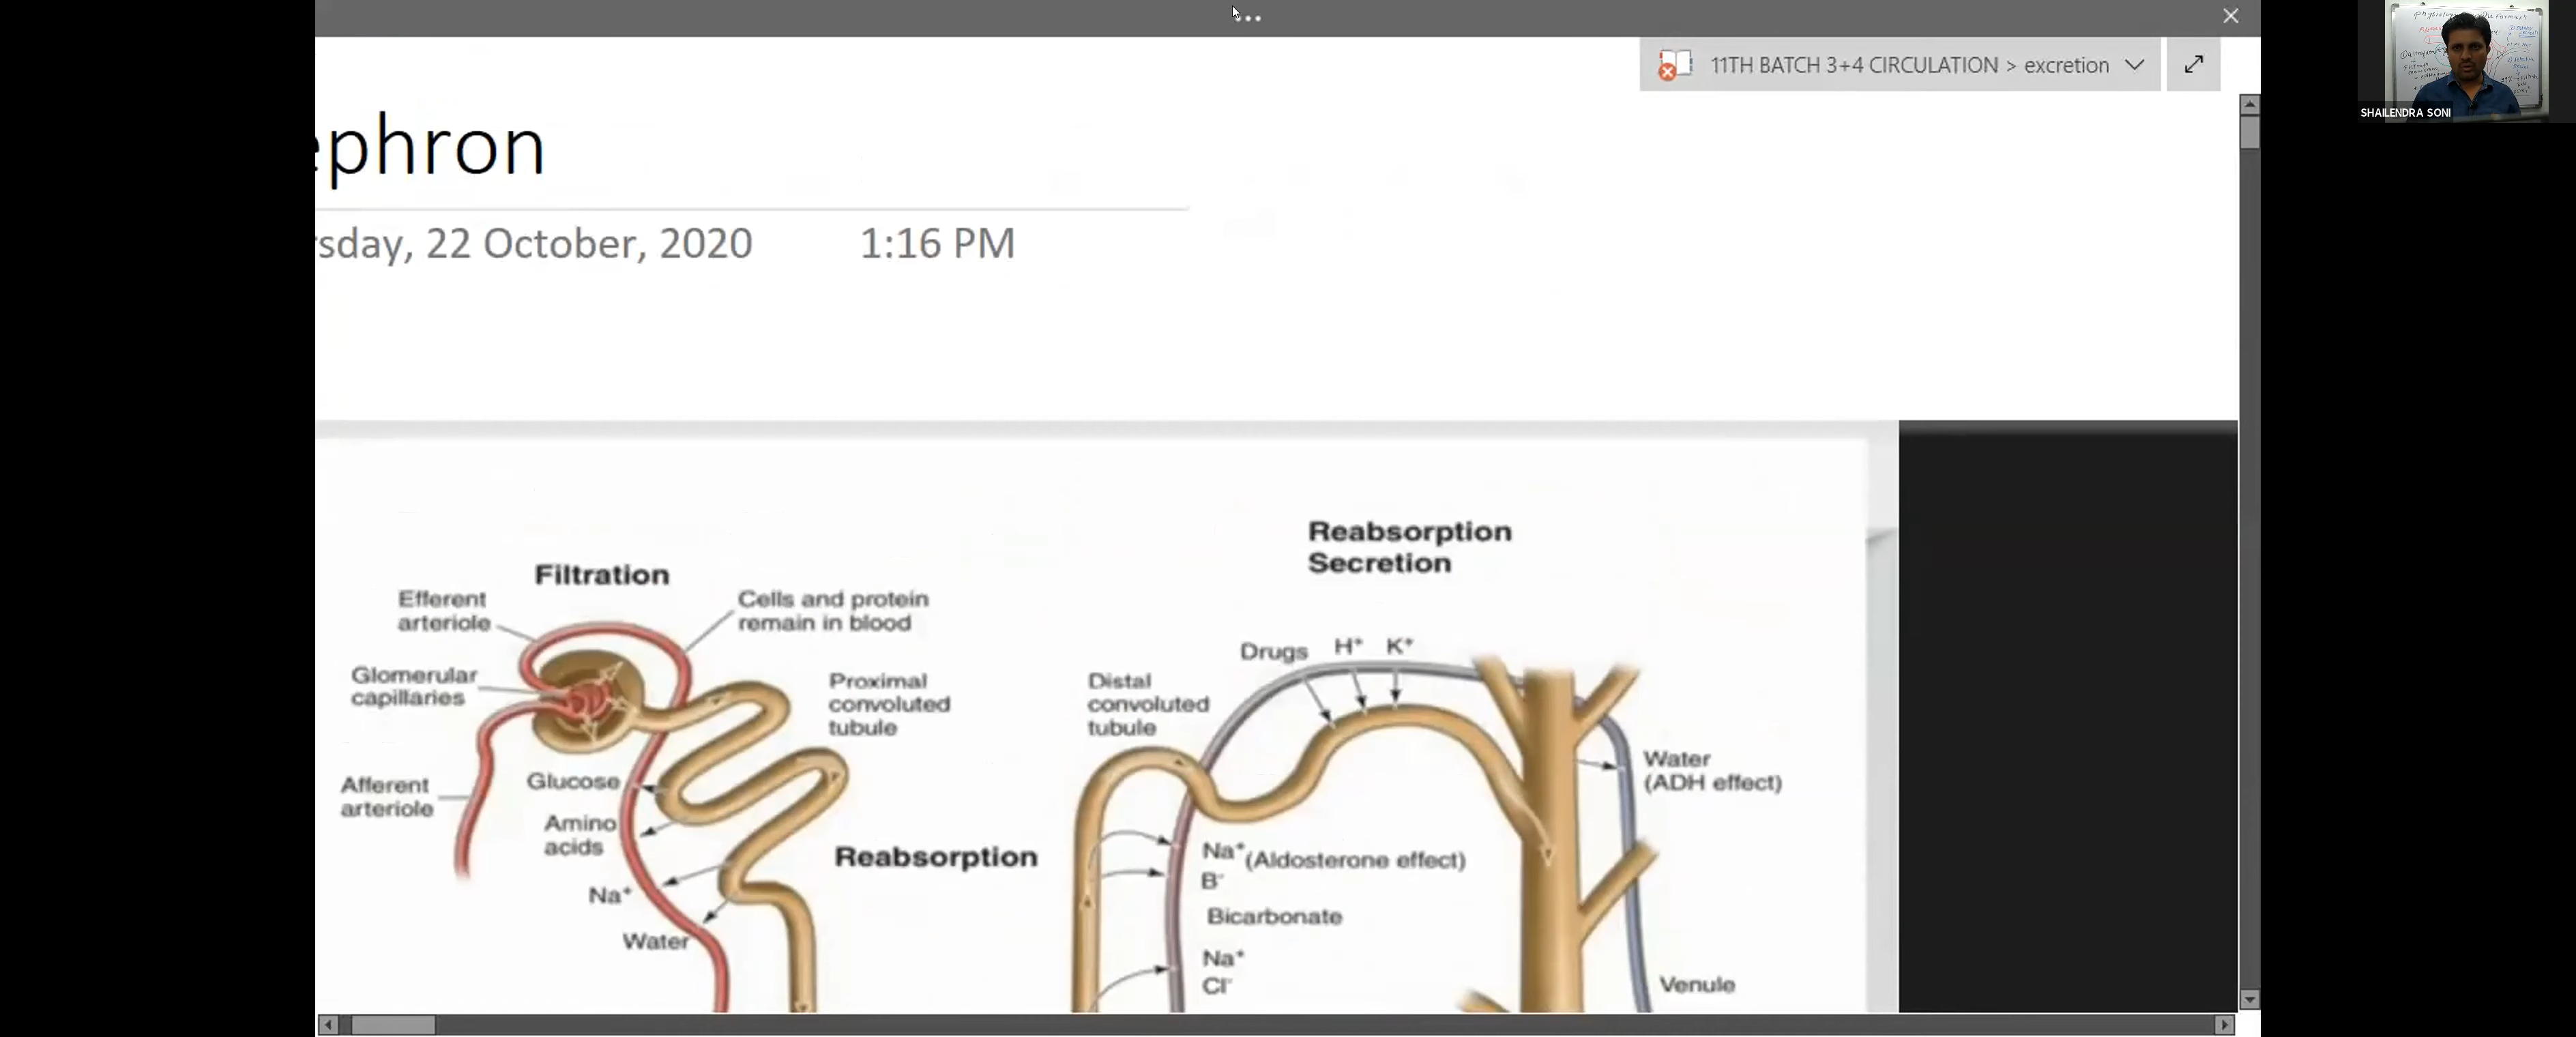 11TH BATCH 3+4 CIRCULATION > excretion
SHAILENDRA SONI
ephron
rsday, 22 October, 2020 1:16 PM
Filtration
Efferent
arteriole
Cells and protein
remain in blood
Glomerular
capillaries
Proximal
convoluted
tubule
Afferent
arteriole
Glucose
Amino
acids
Na⁺
Water
Reabsorption
Reabsorption
Secretion
Drugs H⁺ K⁺
Distal
convoluted
tubule
Water
(ADH effect)
Na⁺ (Aldosterone effect)
B⁻
Bicarbonate
Na⁺
Cl⁻
Venule